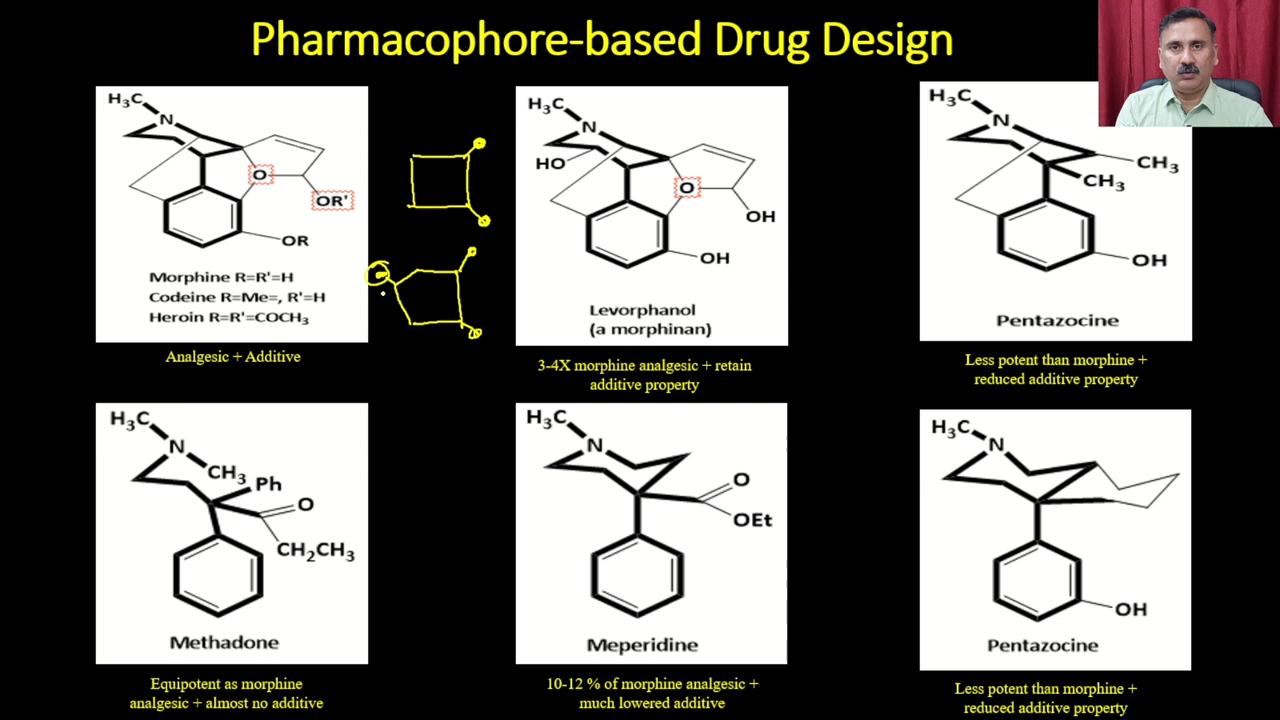 Pharmacophore-based Drug Design
H₃C
N
O
OR'
OR
Morphine R=R'=H
Codeine R=Me=, R'=H
Heroin R=R'=COCH₃
Analgesic + Additive
H₃C
N
HO
O
OH
OH
Levorphanol
(a morphinan)
3-4X morphine analgesic + retain
additive property
H₃C
N
CH₃
CH₃
OH
Pentazocine
Less potent than morphine +
reduced additive property
H₃C
N
CH₃
Ph
O
CH₂CH₃
Methadone
Equipotent as morphine
analgesic + almost no additive
H₃C
N
O
OEt
Meperidine
10-12 % of morphine analgesic +
much lowered additive
H₃C
N
OH
Pentazocine
Less potent than morphine +
reduced additive property